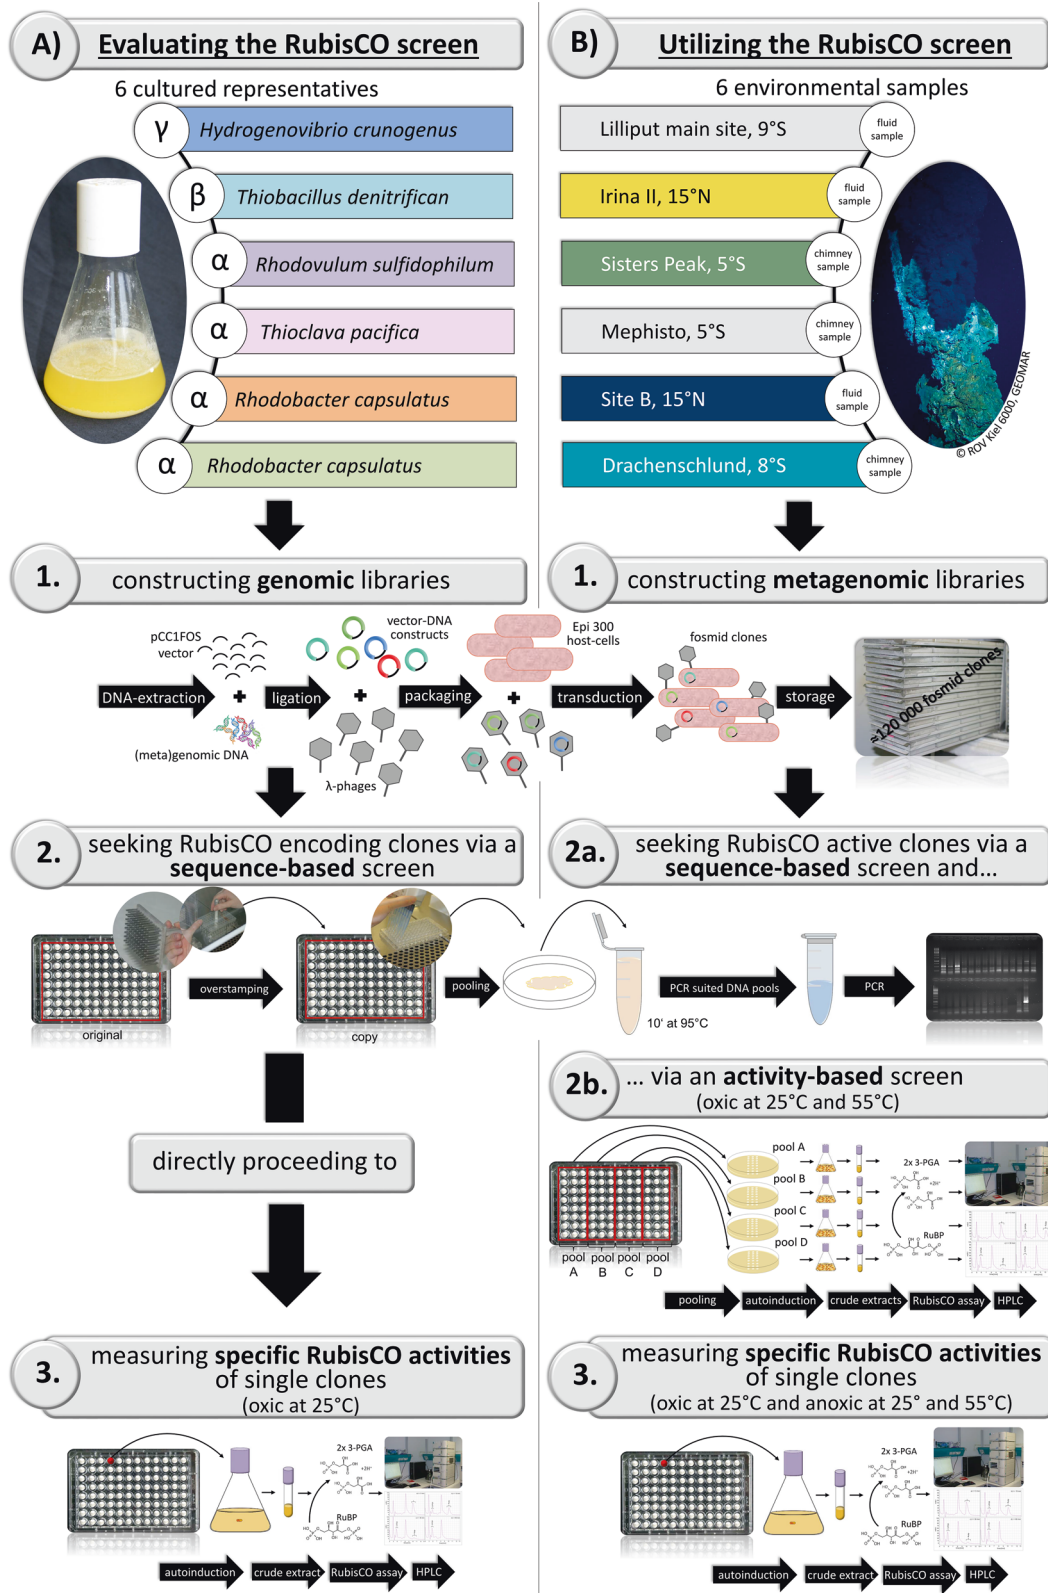 A) Evaluating the RubisCO screen
6 cultured representatives
γ Hydrogenovibrio crunogenus
β Thiobacillus denitrifican
α Rhodovulum sulfidophilum
α Thioclava pacifica
α Rhodobacter capsulatus
α Rhodobacter capsulatus
B) Utilizing the RubisCO screen
6 environmental samples
Lilliput main site, 9°S
fluid
sample
Irina II, 15°N
fluid
sample
Sisters Peak, 5°S
chimney
sample
Mephisto, 5°S
chimney
sample
Site B, 15°N
fluid
sample
Drachenschlund, 8°S
chimney
sample
© ROV Kiel 6000, GEOMAR
1. constructing genomic libraries
1. constructing metagenomic libraries
pCC1FOS
vector
vector-DNA
constructs
Epi 300
host-cells
fosmid clones
DNA-extraction
+
ligation
+
packaging
+
transduction
storage
≈120 000 fosmid clones
(meta)genomic DNA
λ-phages
2. seeking RubisCO encoding clones via a
sequence-based screen
2a. seeking RubisCO active clones via a
sequence-based screen and...
original
overstamping
copy
pooling
10' at 95°C
PCR suited DNA pools
PCR
directly proceeding to
2b. ... via an activity-based screen
(oxic at 25°C and 55°C)
pool A
pool B
pool C
pool D
pool
A
pool
B
pool
C
pool
D
2x 3-PGA
+2H⁺
RuBP
pooling
autoinduction
crude extracts
RubisCO assay
HPLC
3. measuring specific RubisCO activities
of single clones
(oxic at 25°C)
2x 3-PGA
+2H⁺
RuBP
autoinduction
crude extract
RubisCO assay
HPLC
3. measuring specific RubisCO activities
of single clones
(oxic at 25°C and anoxic at 25° and 55°C)
2x 3-PGA
+2H⁺
RuBP
autoinduction
crude extract
RubisCO assay
HPLC